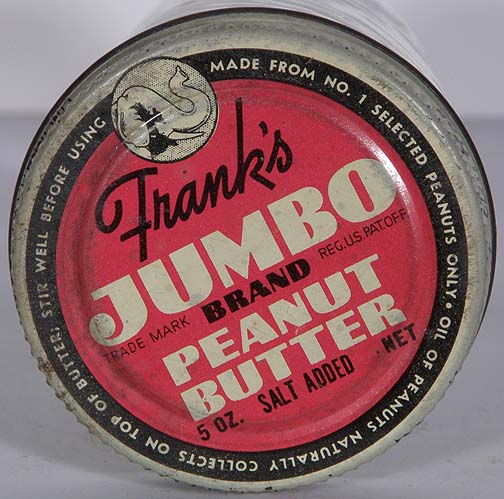 Frank's
JUMBO
TRADE MARK BRAND REG.U.S.PAT.OFF.
PEANUT
BUTTER
5 OZ. SALT ADDED NET
MADE FROM NO. 1 SELECTED PEANUTS ONLY. OIL OF PEANUTS NATURALLY COLLECTS ON TOP OF BUTTER. STIR WELL BEFORE USING